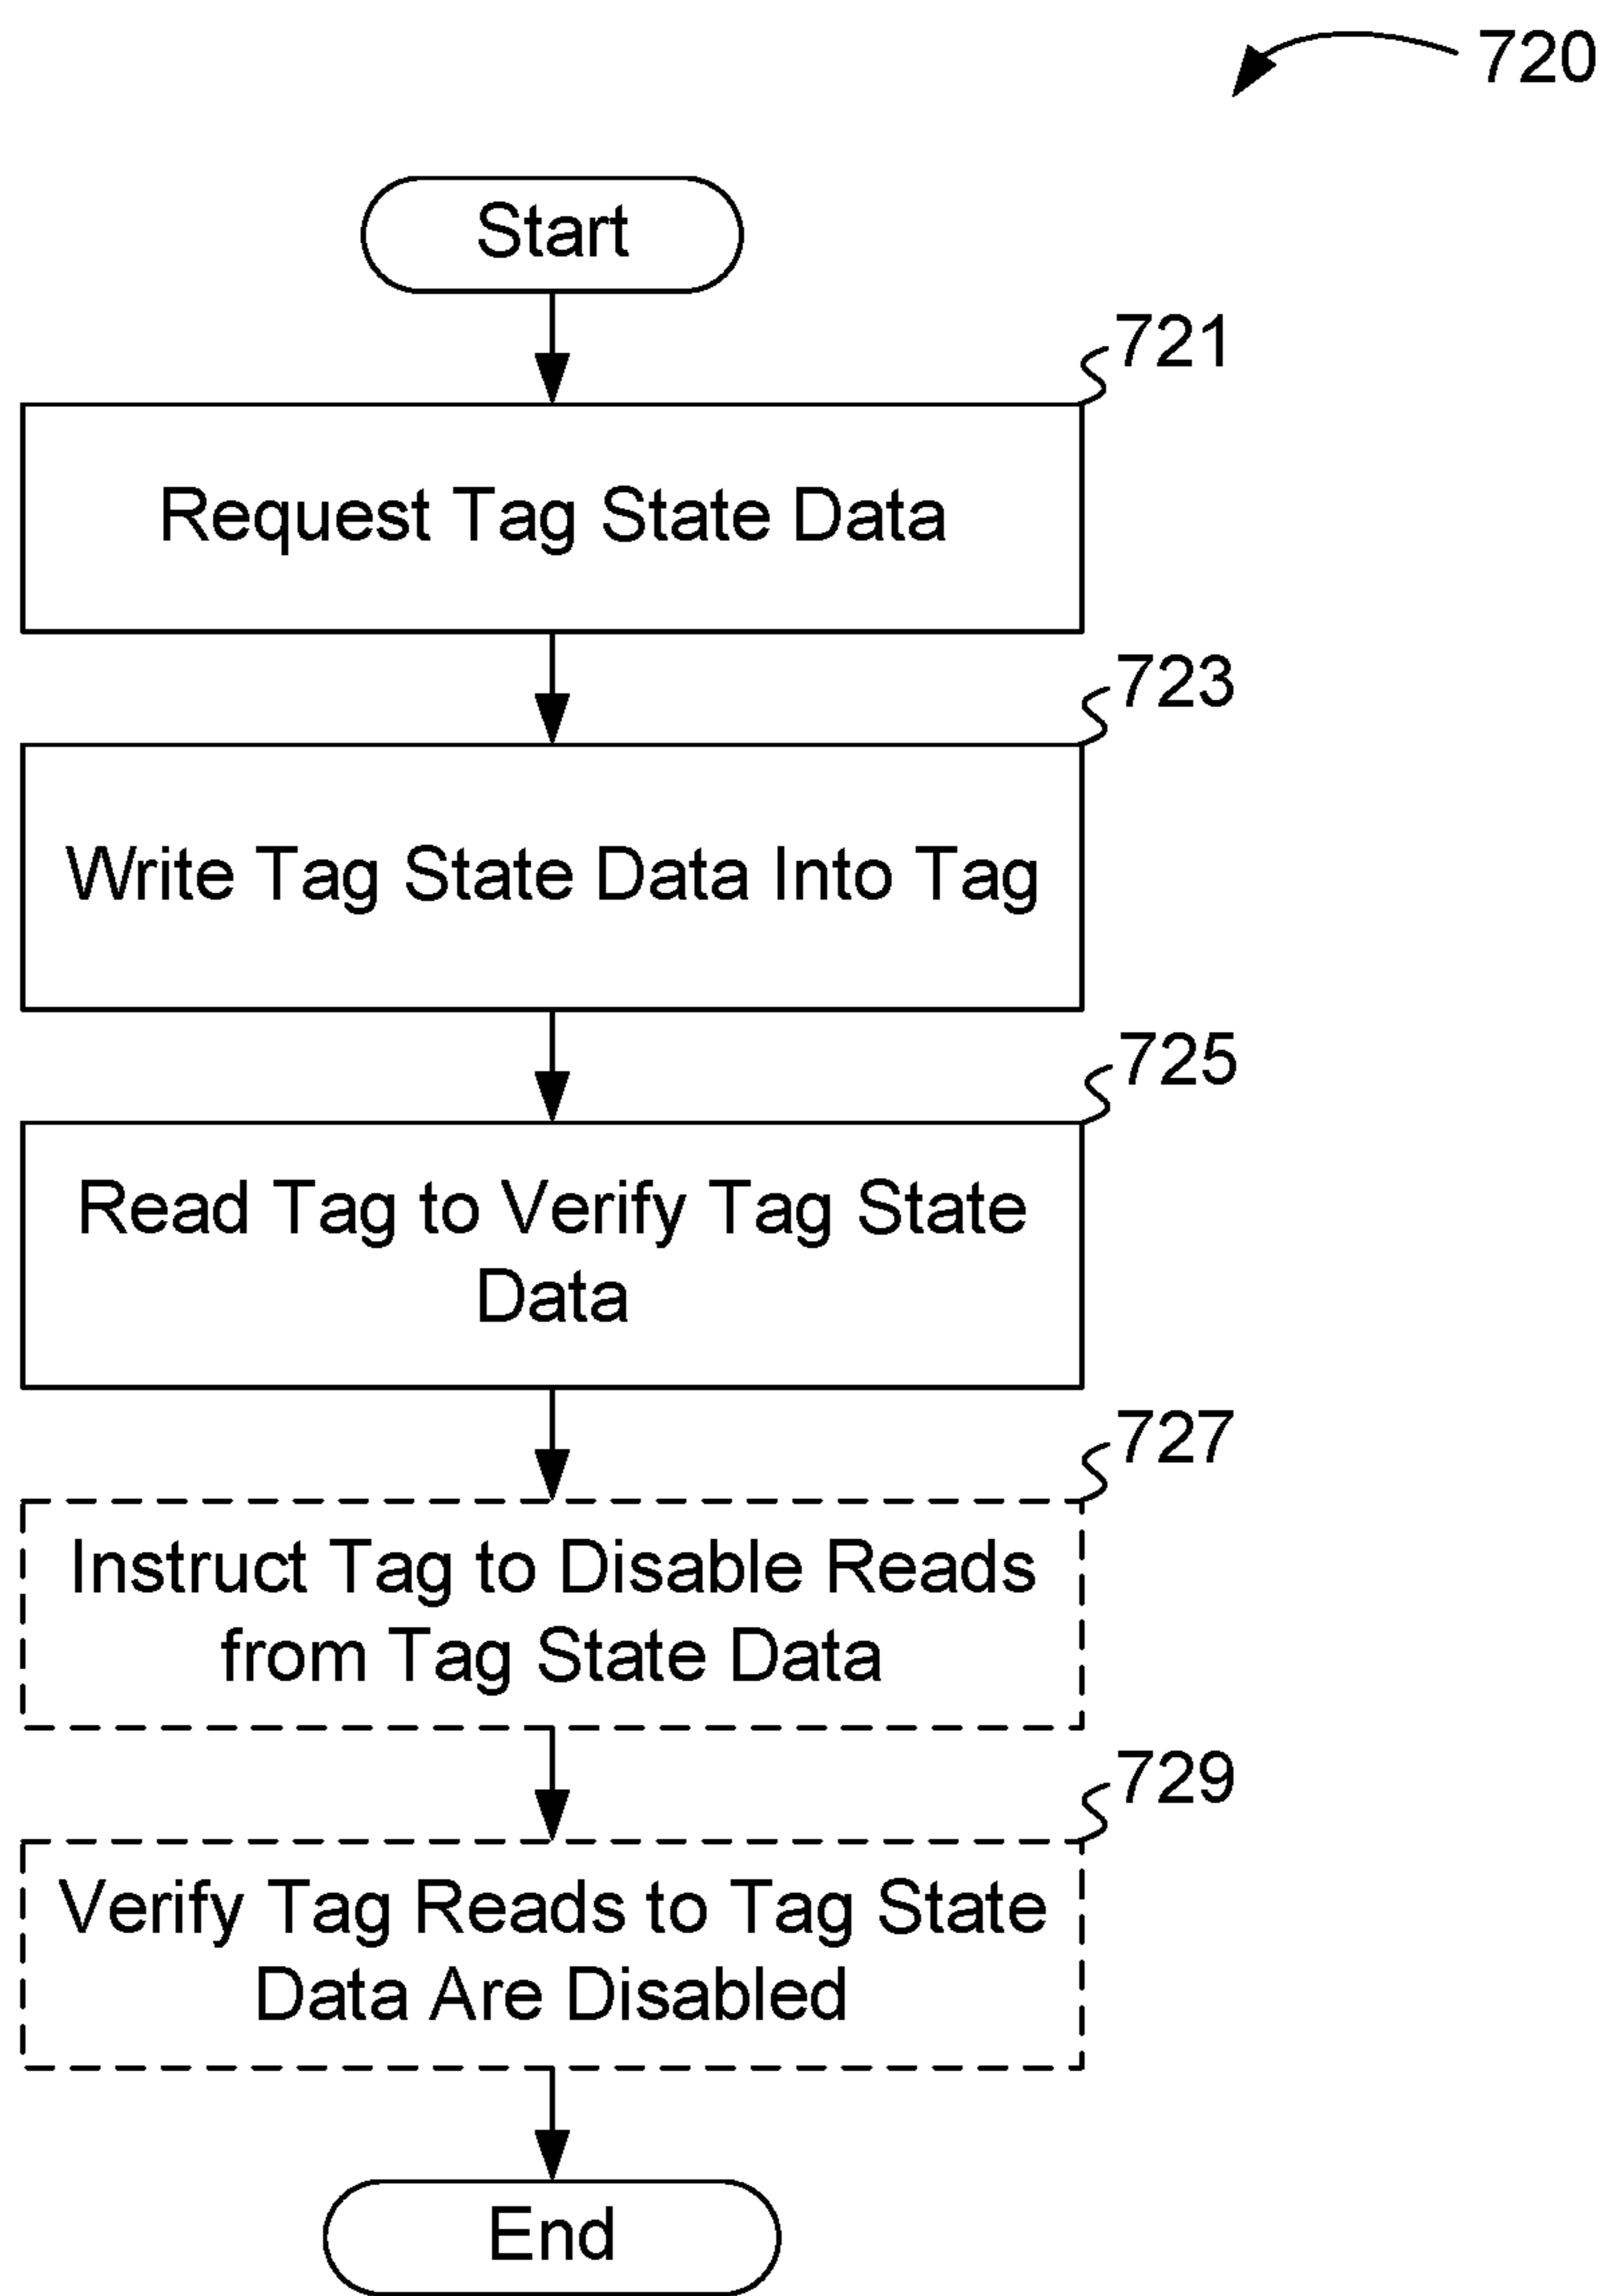 720
Start
721
Request Tag State Data
723
Write Tag State Data Into Tag
725
Read Tag to Verify Tag State
Data
727
Instruct Tag to Disable Reads
from Tag State Data
729
Verify Tag Reads to Tag State
Data Are Disabled
End